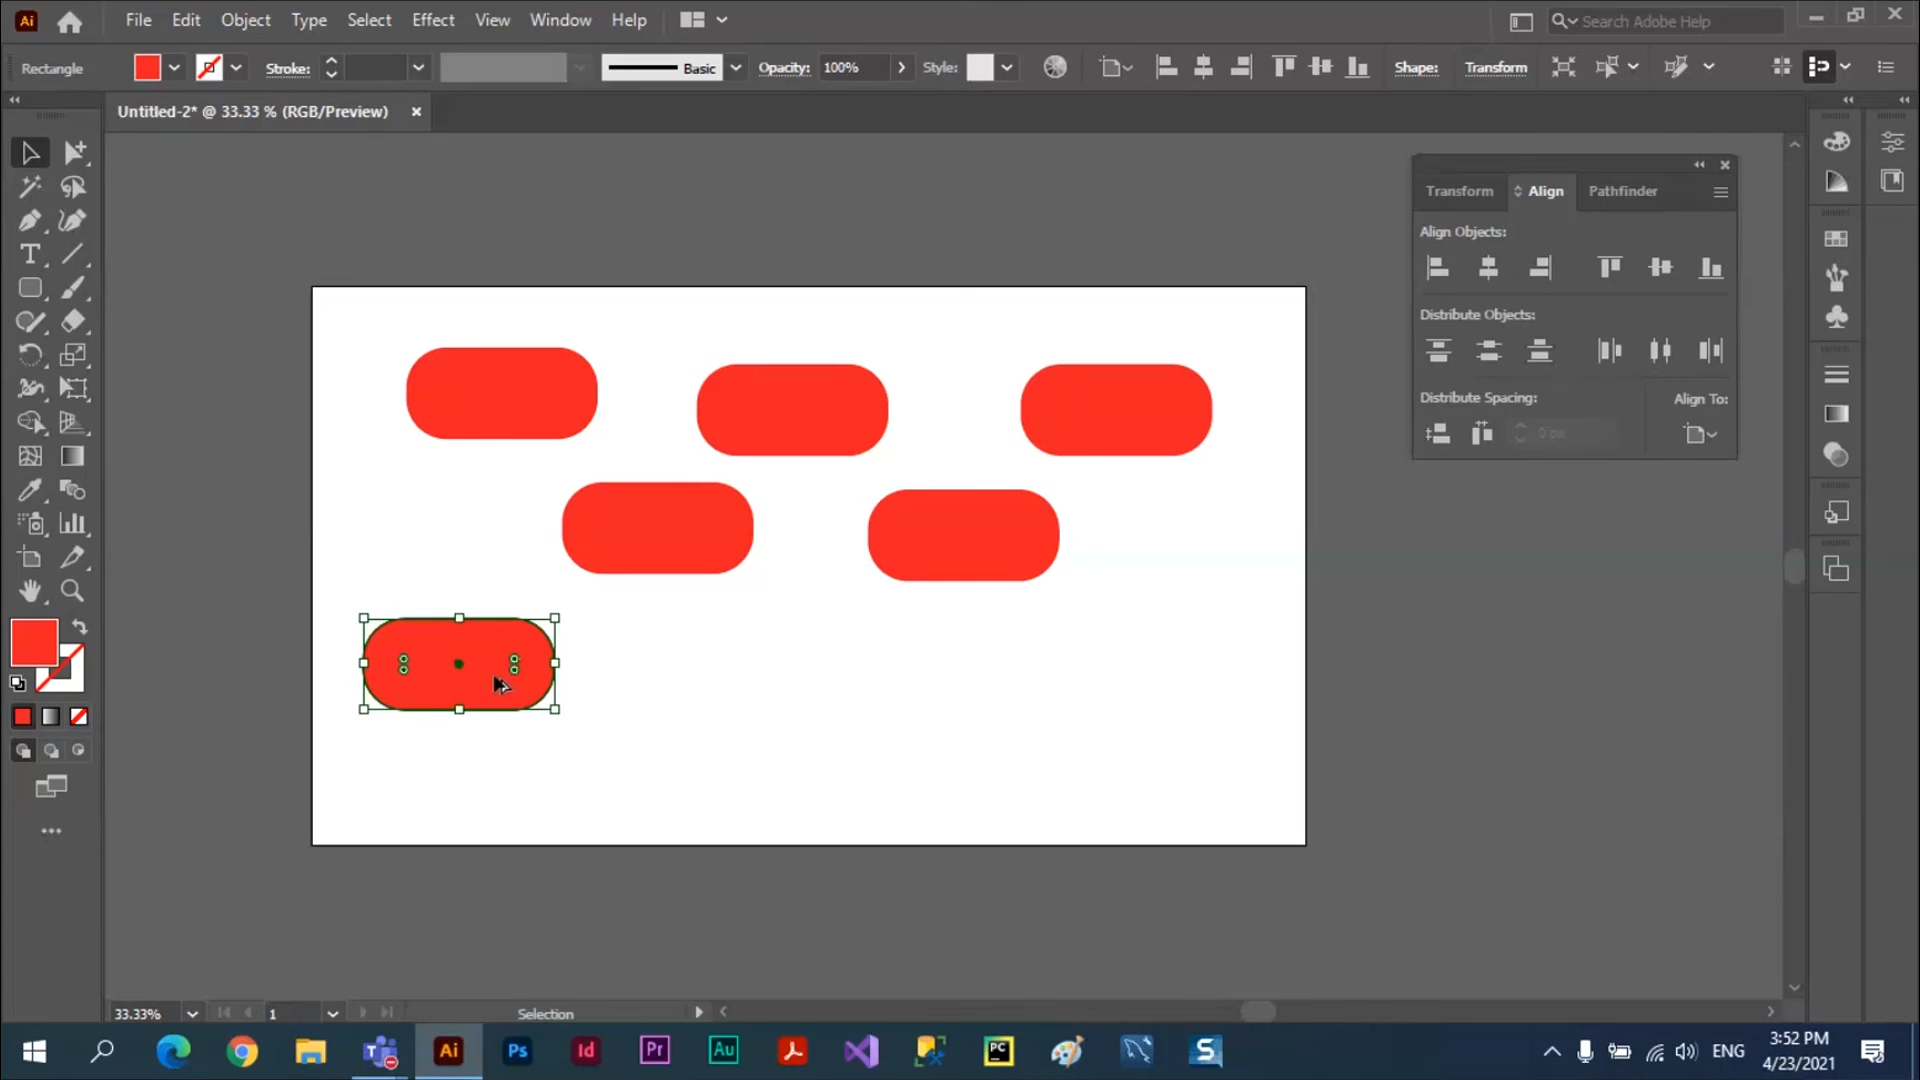 Ai File Edit Object Type Select Effect View Window Help Search Adobe Help
Rectangle Stroke: Basic Opacity: 100% Style: Shape: Transform
Untitled-2* @ 33.33 % (RGB/Preview)
Transform Align Pathfinder
Align Objects:
Distribute Objects:
Distribute Spacing: Align To:
0 px
T
33.33% 1 Selection
Ai Ps Id Pr Au PC S ENG 3:52 PM
4/23/2021